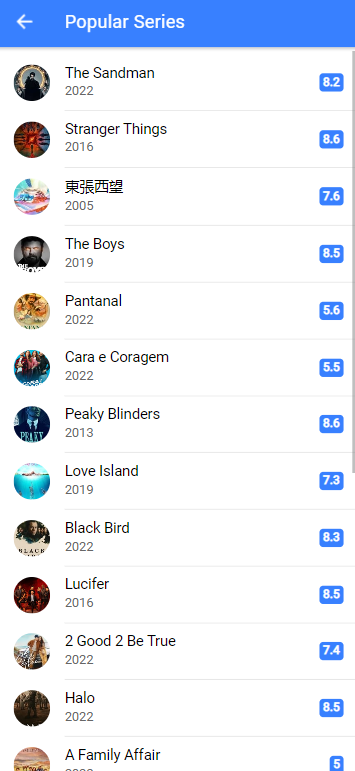 Popular Series
The Sandman
2022
8.2
Stranger Things
2016
8.6
東張西望
2005
7.6
The Boys
2019
8.5
Pantanal
2022
5.6
Cara e Coragem
2022
5.5
Peaky Blinders
2013
8.6
PEAKY
Love Island
2019
7.3
Black Bird
2022
8.3
BLACK
Lucifer
2016
8.5
2 Good 2 Be True
2022
7.4
Halo
2022
8.5
A Family Affair
5